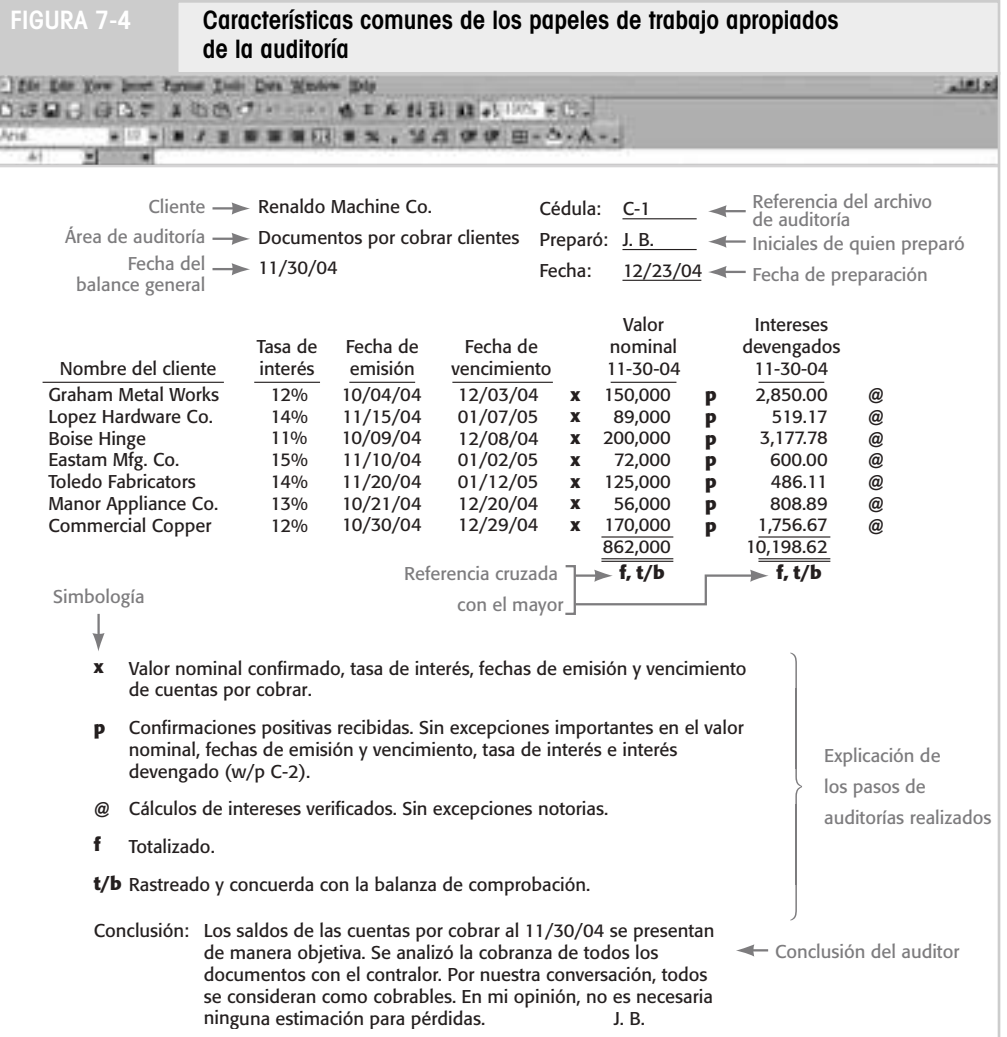 FIGURA 7-4
Características comunes de los papeles de trabajo apropiados
de la auditoría
File Edit View Insert Format Tools Data Window Help
Arial
A1
Cliente Renaldo Machine Co. Cédula: C-1 Referencia del archivo
de auditoría
Área de auditoría Documentos por cobrar clientes Preparó: J. B. Iniciales de quien preparó
Fecha del
balance general 11/30/04 Fecha: 12/23/04 Fecha de preparación
Valor Intereses
Tasa de Fecha de Fecha de nominal devengados
Nombre del cliente interés emisión vencimiento 11-30-04 11-30-04
Graham Metal Works 12% 10/04/04 12/03/04 x 150,000 p 2,850.00 @
Lopez Hardware Co. 14% 11/15/04 01/07/05 x 89,000 p 519.17 @
Boise Hinge 11% 10/09/04 12/08/04 x 200,000 p 3,177.78 @
Eastam Mfg. Co. 15% 11/10/04 01/02/05 x 72,000 p 600.00 @
Toledo Fabricators 14% 11/20/04 01/12/05 x 125,000 p 486.11 @
Manor Appliance Co. 13% 10/21/04 12/20/04 x 56,000 p 808.89 @
Commercial Copper 12% 10/30/04 12/29/04 x 170,000 p 1,756.67 @
862,000 10,198.62
Referencia cruzada f, t/b f, t/b
con el mayor
Simbología
x Valor nominal confirmado, tasa de interés, fechas de emisión y vencimiento
de cuentas por cobrar.
p Confirmaciones positivas recibidas. Sin excepciones importantes en el valor
nominal, fechas de emisión y vencimiento, tasa de interés e interés
devengado (w/p C-2).
@ Cálculos de intereses verificados. Sin excepciones notorias.
f Totalizado.
t/b Rastreado y concuerda con la balanza de comprobación.
Explicación de
los pasos de
auditorías realizados
Conclusión: Los saldos de las cuentas por cobrar al 11/30/04 se presentan
de manera objetiva. Se analizó la cobranza de todos los
documentos con el contralor. Por nuestra conversación, todos
se consideran como cobrables. En mi opinión, no es necesaria
ninguna estimación para pérdidas. J. B.
Conclusión del auditor